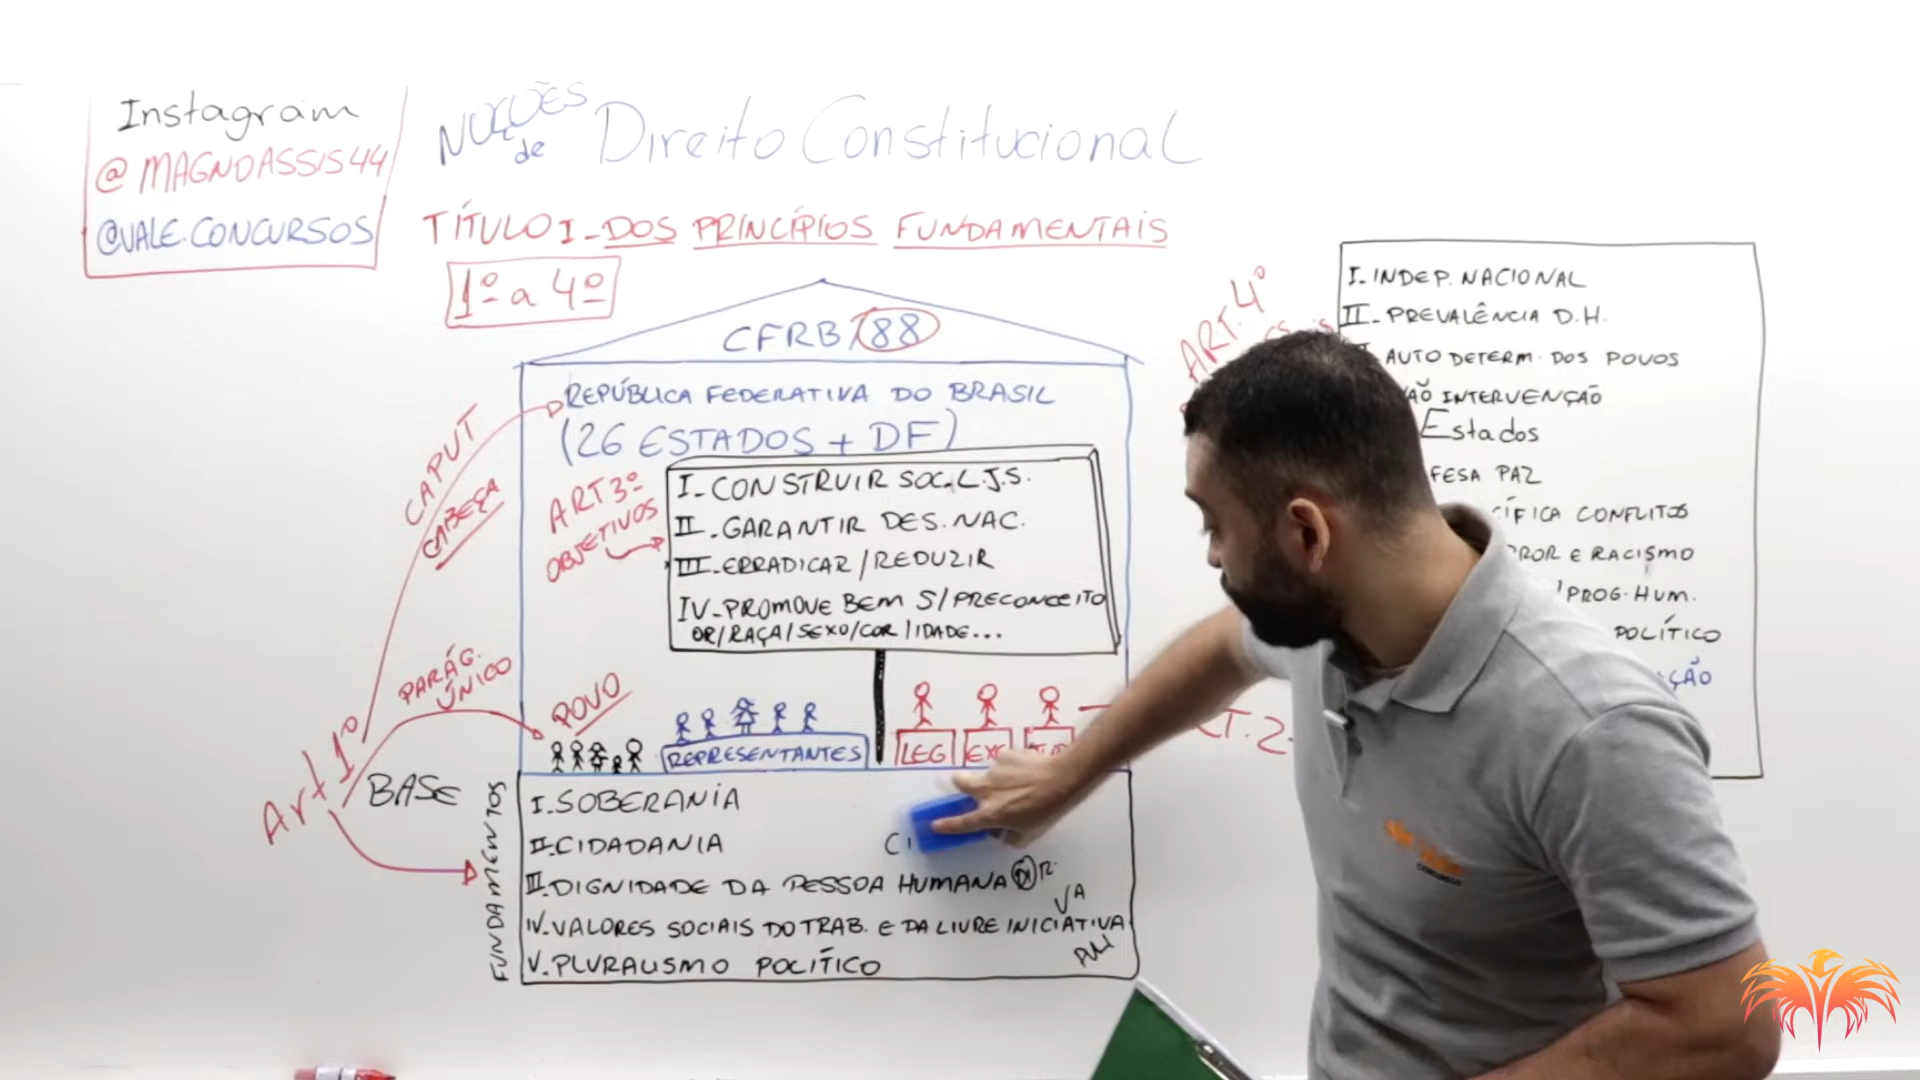 Instagram
@MAGNOASSIS44
@VALE.CONCURSOS
NOÇÕES
de
Direito Constitucional
TÍTULO I - DOS PRINCÍPIOS FUNDAMENTAIS
1º a 4º
CFRB/88
REPÚBLICA FEDERATIVA DO BRASIL
(26 ESTADOS + DF)
ART 3º
OBJETIVOS
I - CONSTRUIR SOC. L.J.S.
II - GARANTIR DES. NAC.
III - ERRADICAR / REDUZIR
IV - PROMOVE BEM S/PRECONCEITO
OR/RAÇA/SEXO/COR/IDADE...
CAPUT
CABEÇA
PARÁG.
ÚNICO
POVO
REPRESENTANTES
LEG
EXE
Art 1º
BASE
FUNDAMENTOS
I. SOBERANIA
II. CIDADANIA
CI
III. DIGNIDADE DA PESSOA HUMANA DI R.
VA
IV. VALORES SOCIAIS DO TRAB. E DA LIVRE INICIATIVA
V. PLURALISMO POLÍTICO
ART. 4º
I - INDEP. NACIONAL
II - PREVALÊNCIA D.H.
AUTO DETERM. DOS POVOS
ÃO INTERVENÇÃO
Estados
FESA PAZ
CÍFICA CONFLITOS
ROR E RACISMO
/PROG. HUM.
POLÍTICO
ÇÃO
T. 2